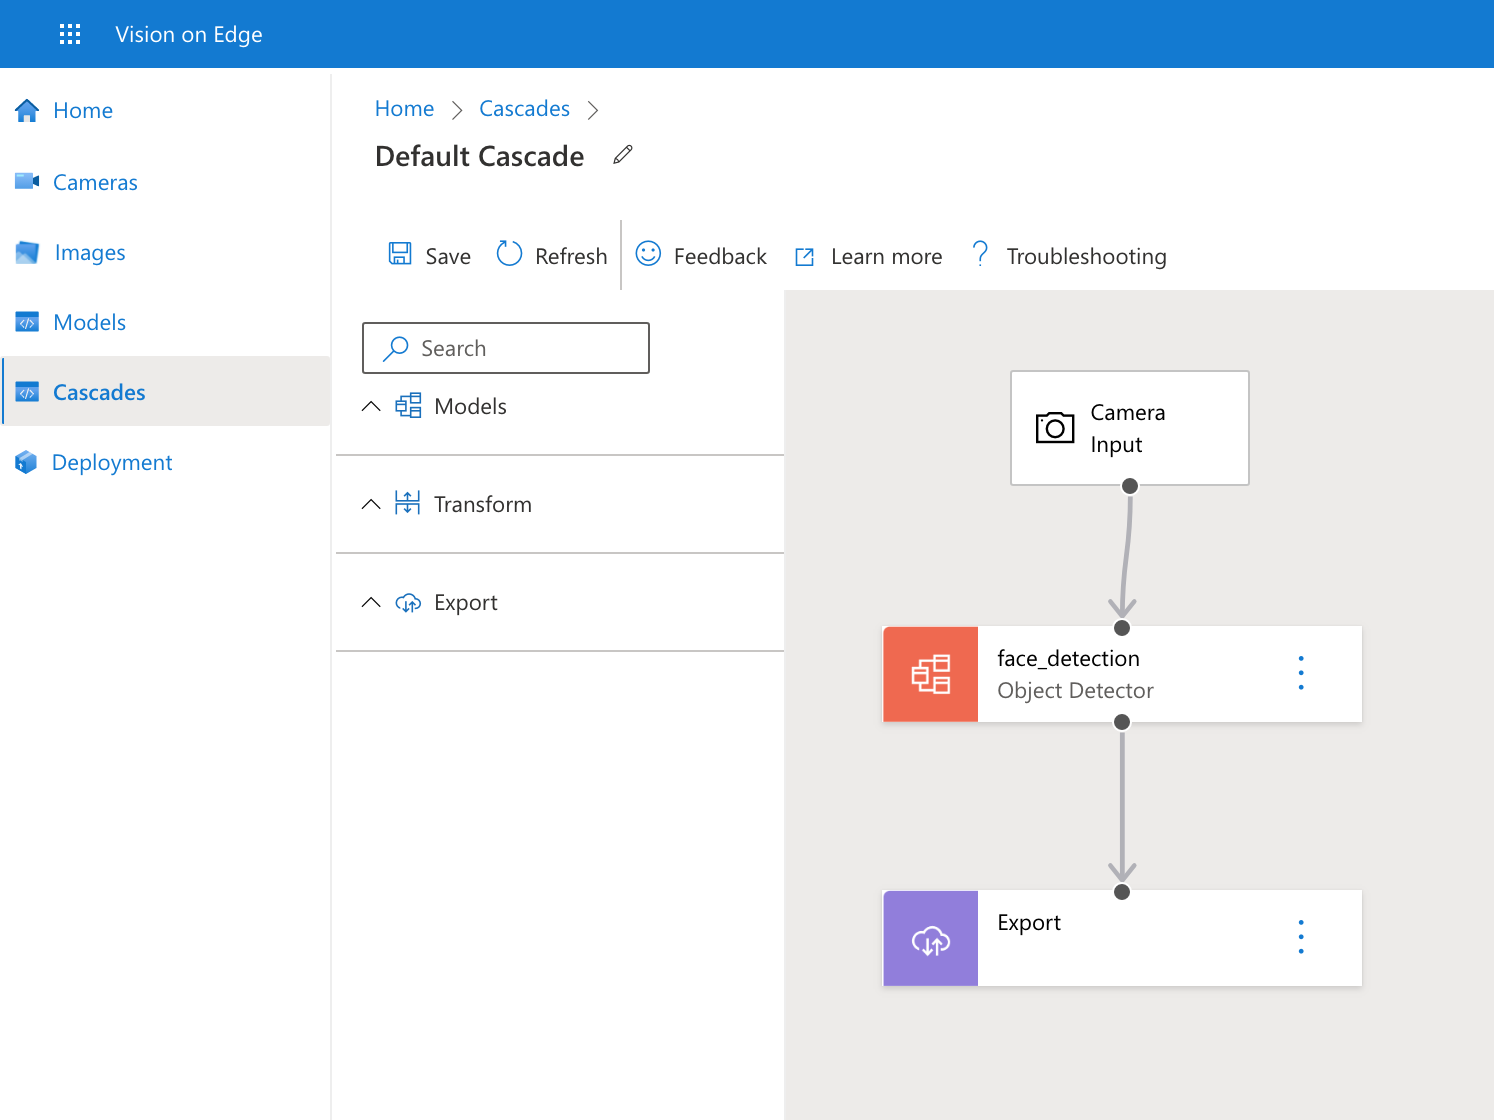 Vision on Edge
Home
Cameras
Images
Models
Cascades
Deployment
Home > Cascades >
Default Cascade
Save Refresh Feedback Learn more Troubleshooting
Search
Models
Transform
Export
Camera
Input
face_detection
Object Detector
Export